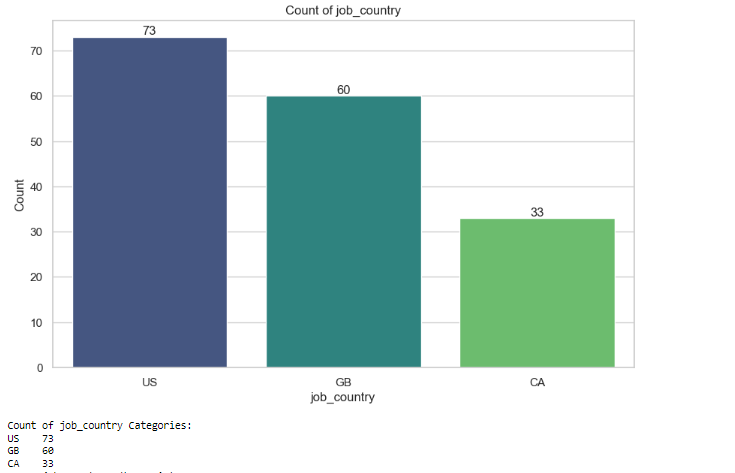 Count of job_country
73
70
60
60
50
Count
40
33
30
20
10
0
US GB CA
job_country
Count of job_country Categories:
US 73
GB 60
CA 33